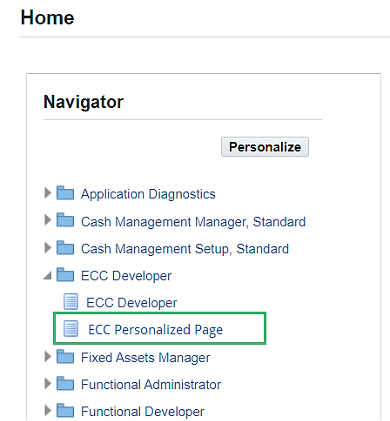 Home
Navigator
Personalize
Application Diagnostics
Cash Management Manager, Standard
Cash Management Setup, Standard
ECC Developer
ECC Developer
ECC Personalized Page
Fixed Assets Manager
Functional Administrator
Functional Developer